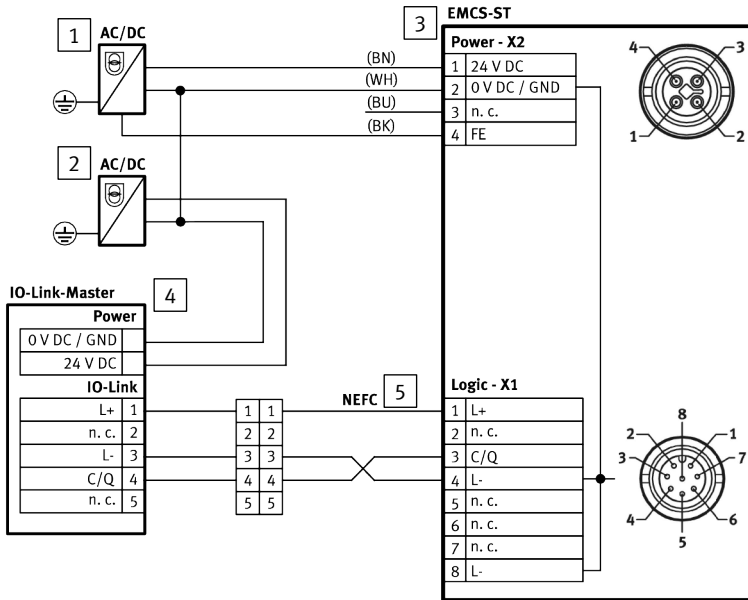 1 AC/DC
2 AC/DC
(BN)
(WH)
(BU)
(BK)
3 EMCS-ST
Power - X2
1 24 V DC
2 0 V DC / GND
3 n. c.
4 FE
4 3
1 2
IO-Link-Master 4
Power
0 V DC / GND
24 V DC
IO-Link
L+ 1
n. c. 2
L- 3
C/Q 4
n. c. 5
1 1
2 2
3 3
4 4
5 5
NEFC 5
Logic - X1
1 L+
2 n. c.
3 C/Q
4 L-
5 n. c.
6 n. c.
7 n. c.
8 L-
8
2 1
3 7
4 6
5